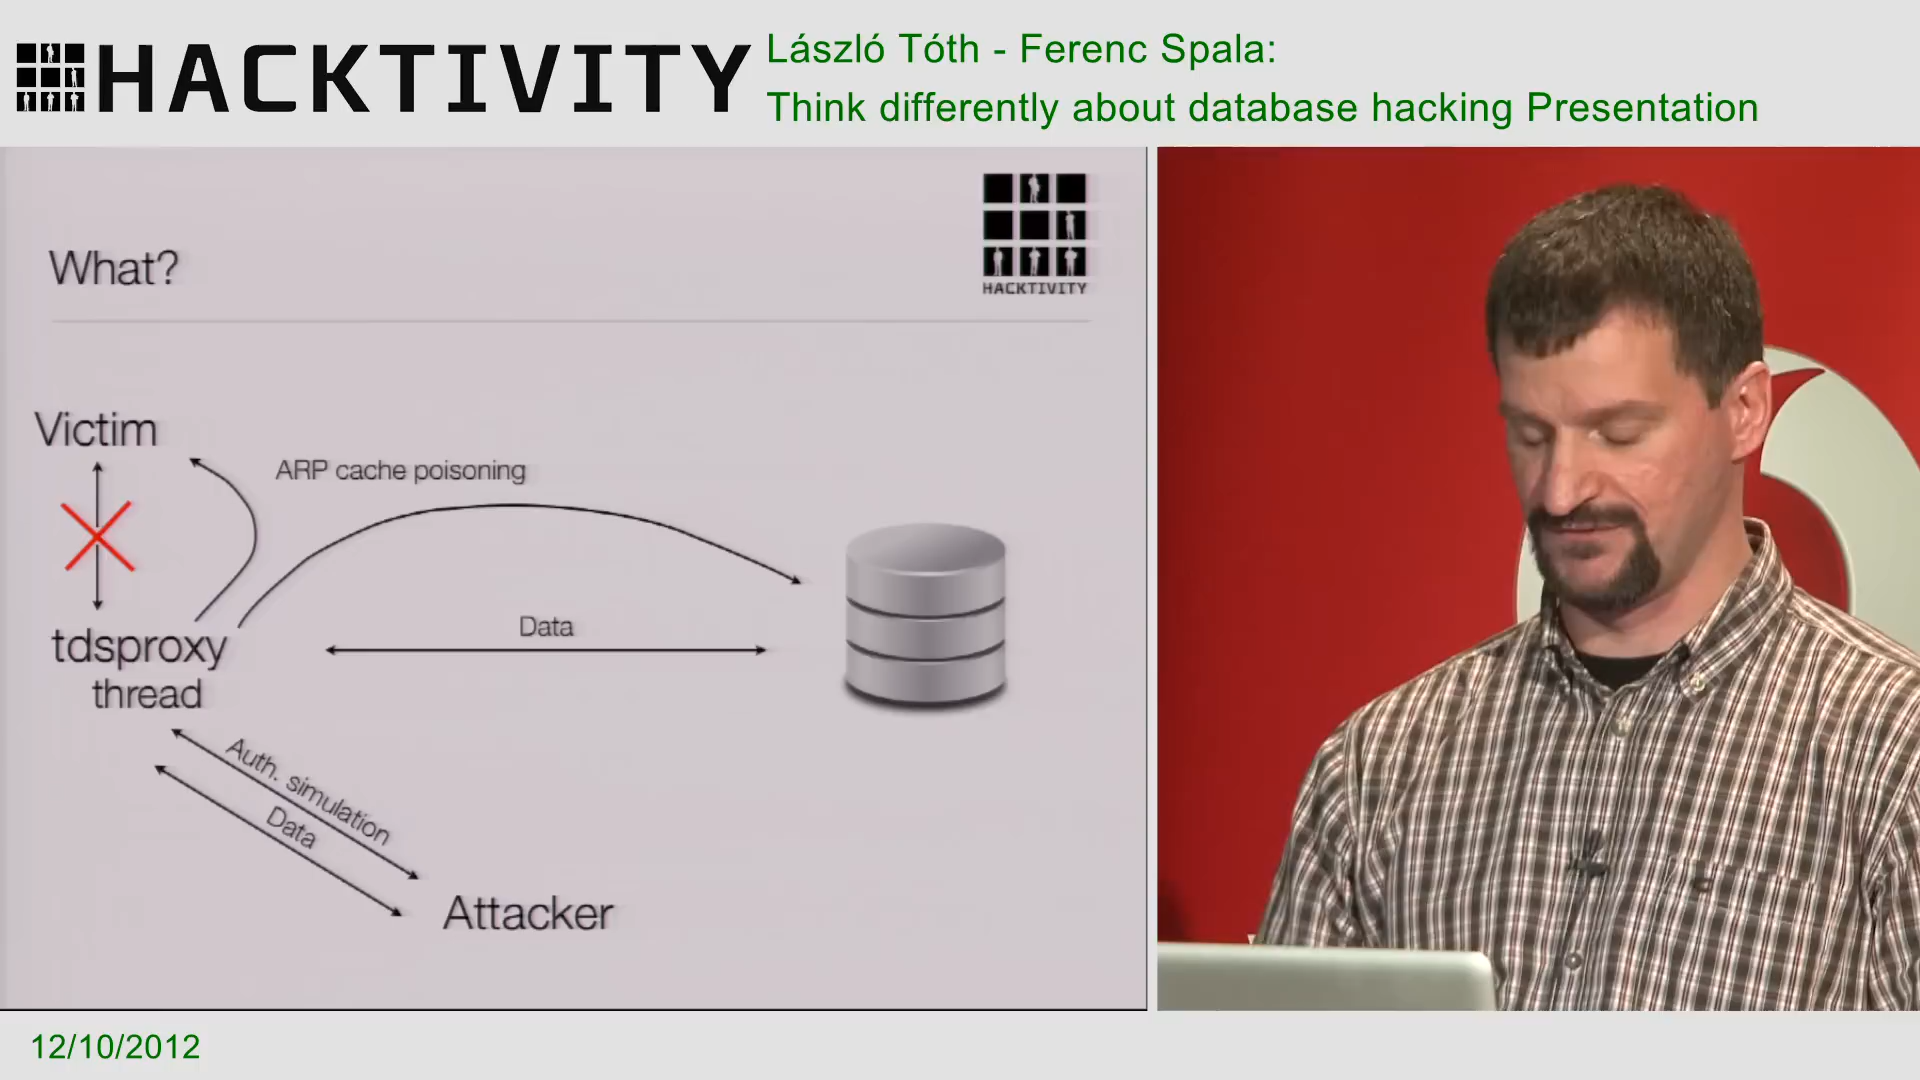 HACKTIVITY
László Tóth - Ferenc Spala:
Think differently about database hacking Presentation
HACKTIVITY
What?
Victim
ARP cache poisoning
Data
tdsproxy
thread
Auth. simulation
Data
Attacker
12/10/2012